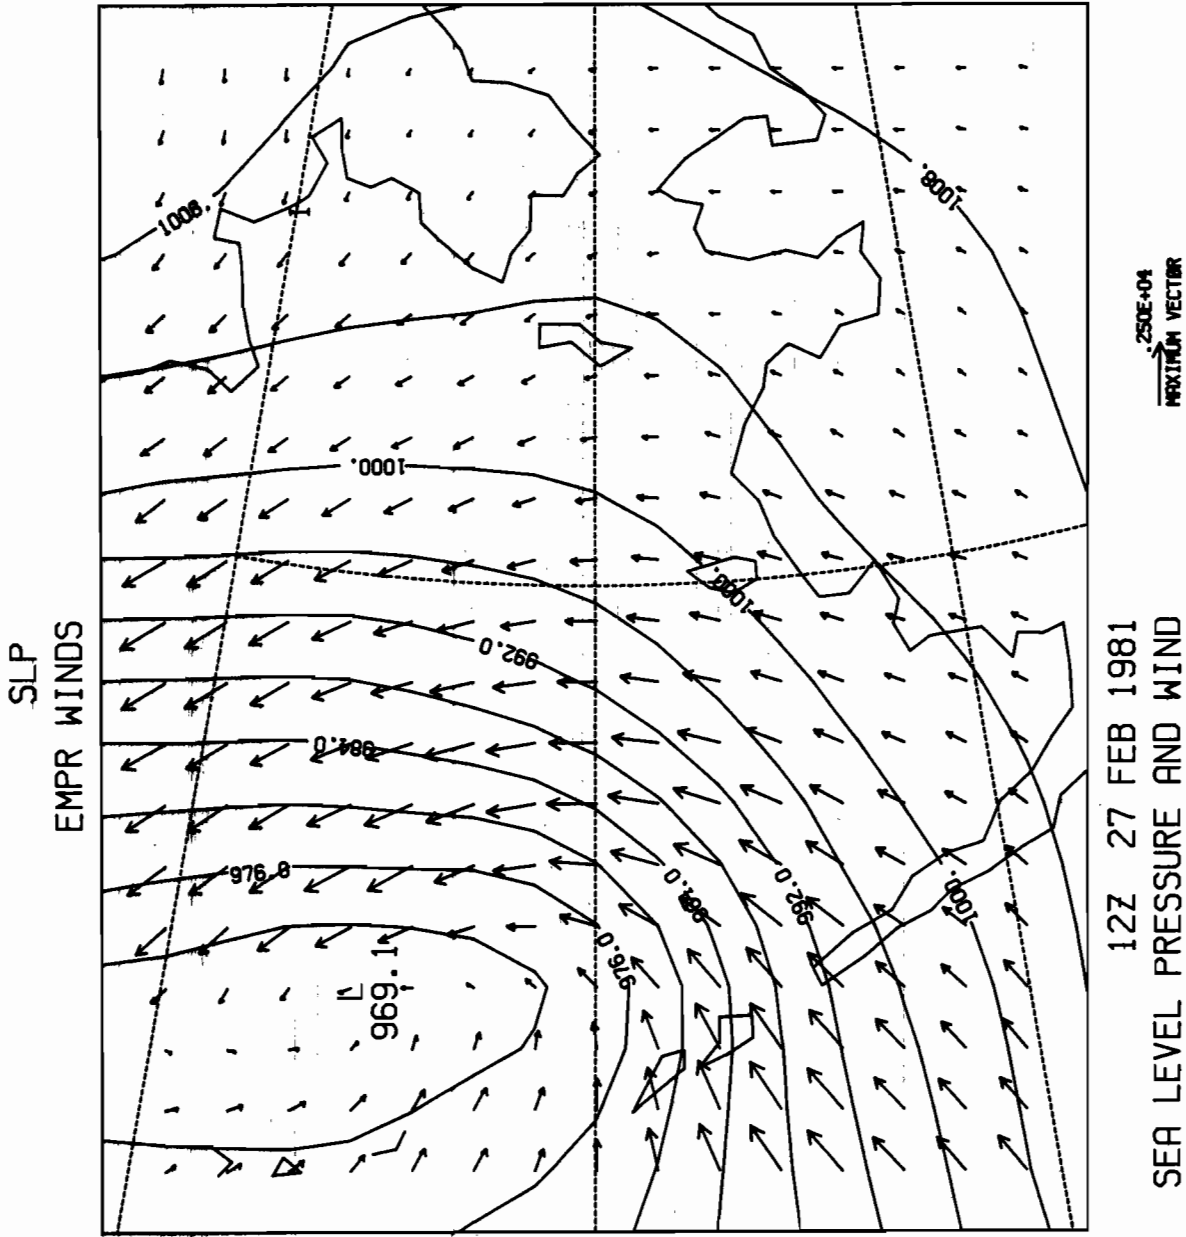 SLP
EMPR WINDS
1008.
1008.
1000.
1000.
992.0
984.0
976.0
L
969.1
976.0
984.0
992.0
1000.
H
.250E+04
MAXIMUM VECTOR
12Z 27 FEB 1981
SEA LEVEL PRESSURE AND WIND